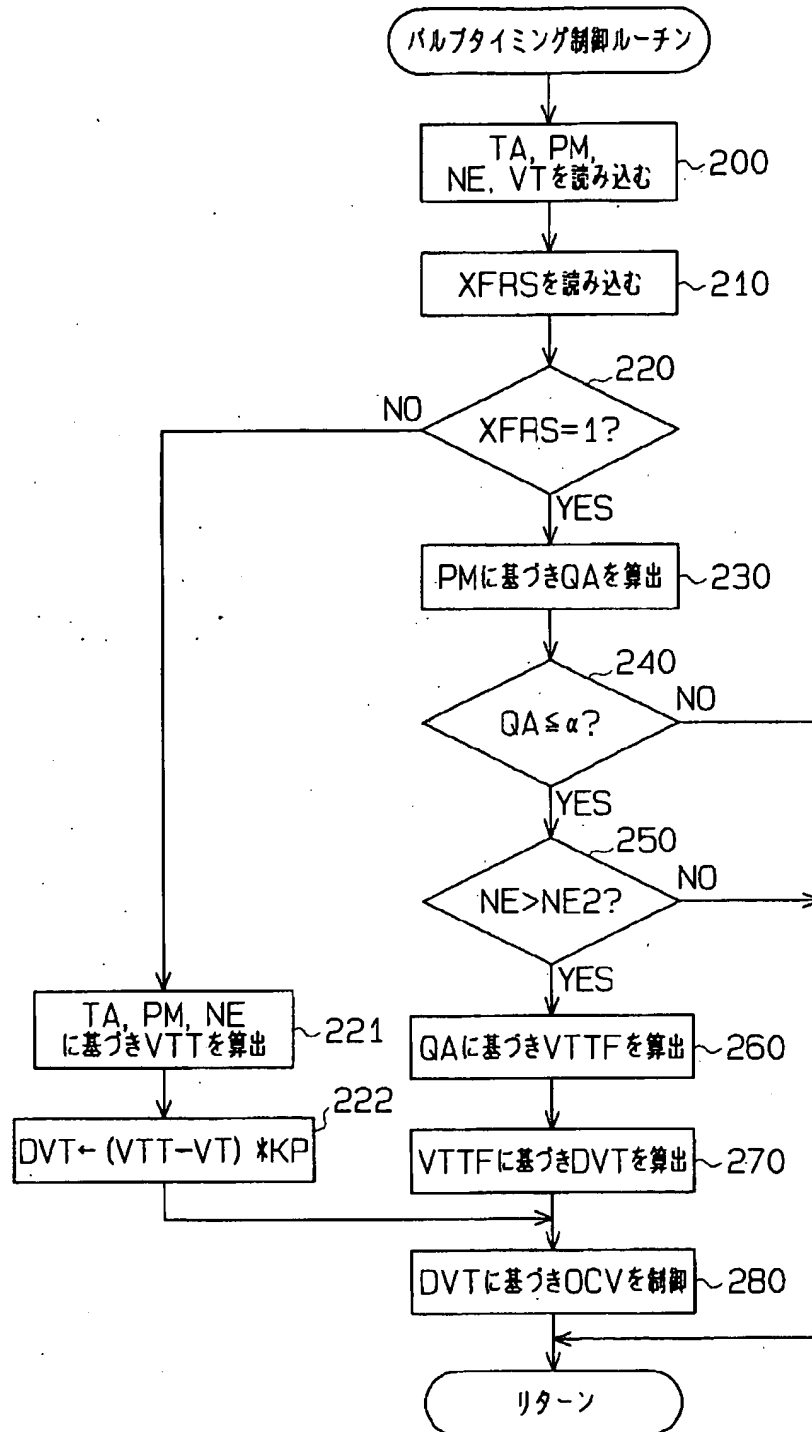 バルブタイミング制御ルーチン
TA, PM,
NE, VTを読み込む
200
XFRSを読み込む
210
220
XFRS=1?
NO
YES
PMに基づきQAを算出
230
240
QA≦α?
NO
YES
250
NE>NE2?
NO
YES
TA, PM, NE
に基づきVTTを算出
221
QAに基づきVTTFを算出
260
222
DVT←(VTT-VT) *KP
VTTFに基づきDVTを算出
270
DVTに基づきOCVを制御
280
リターン